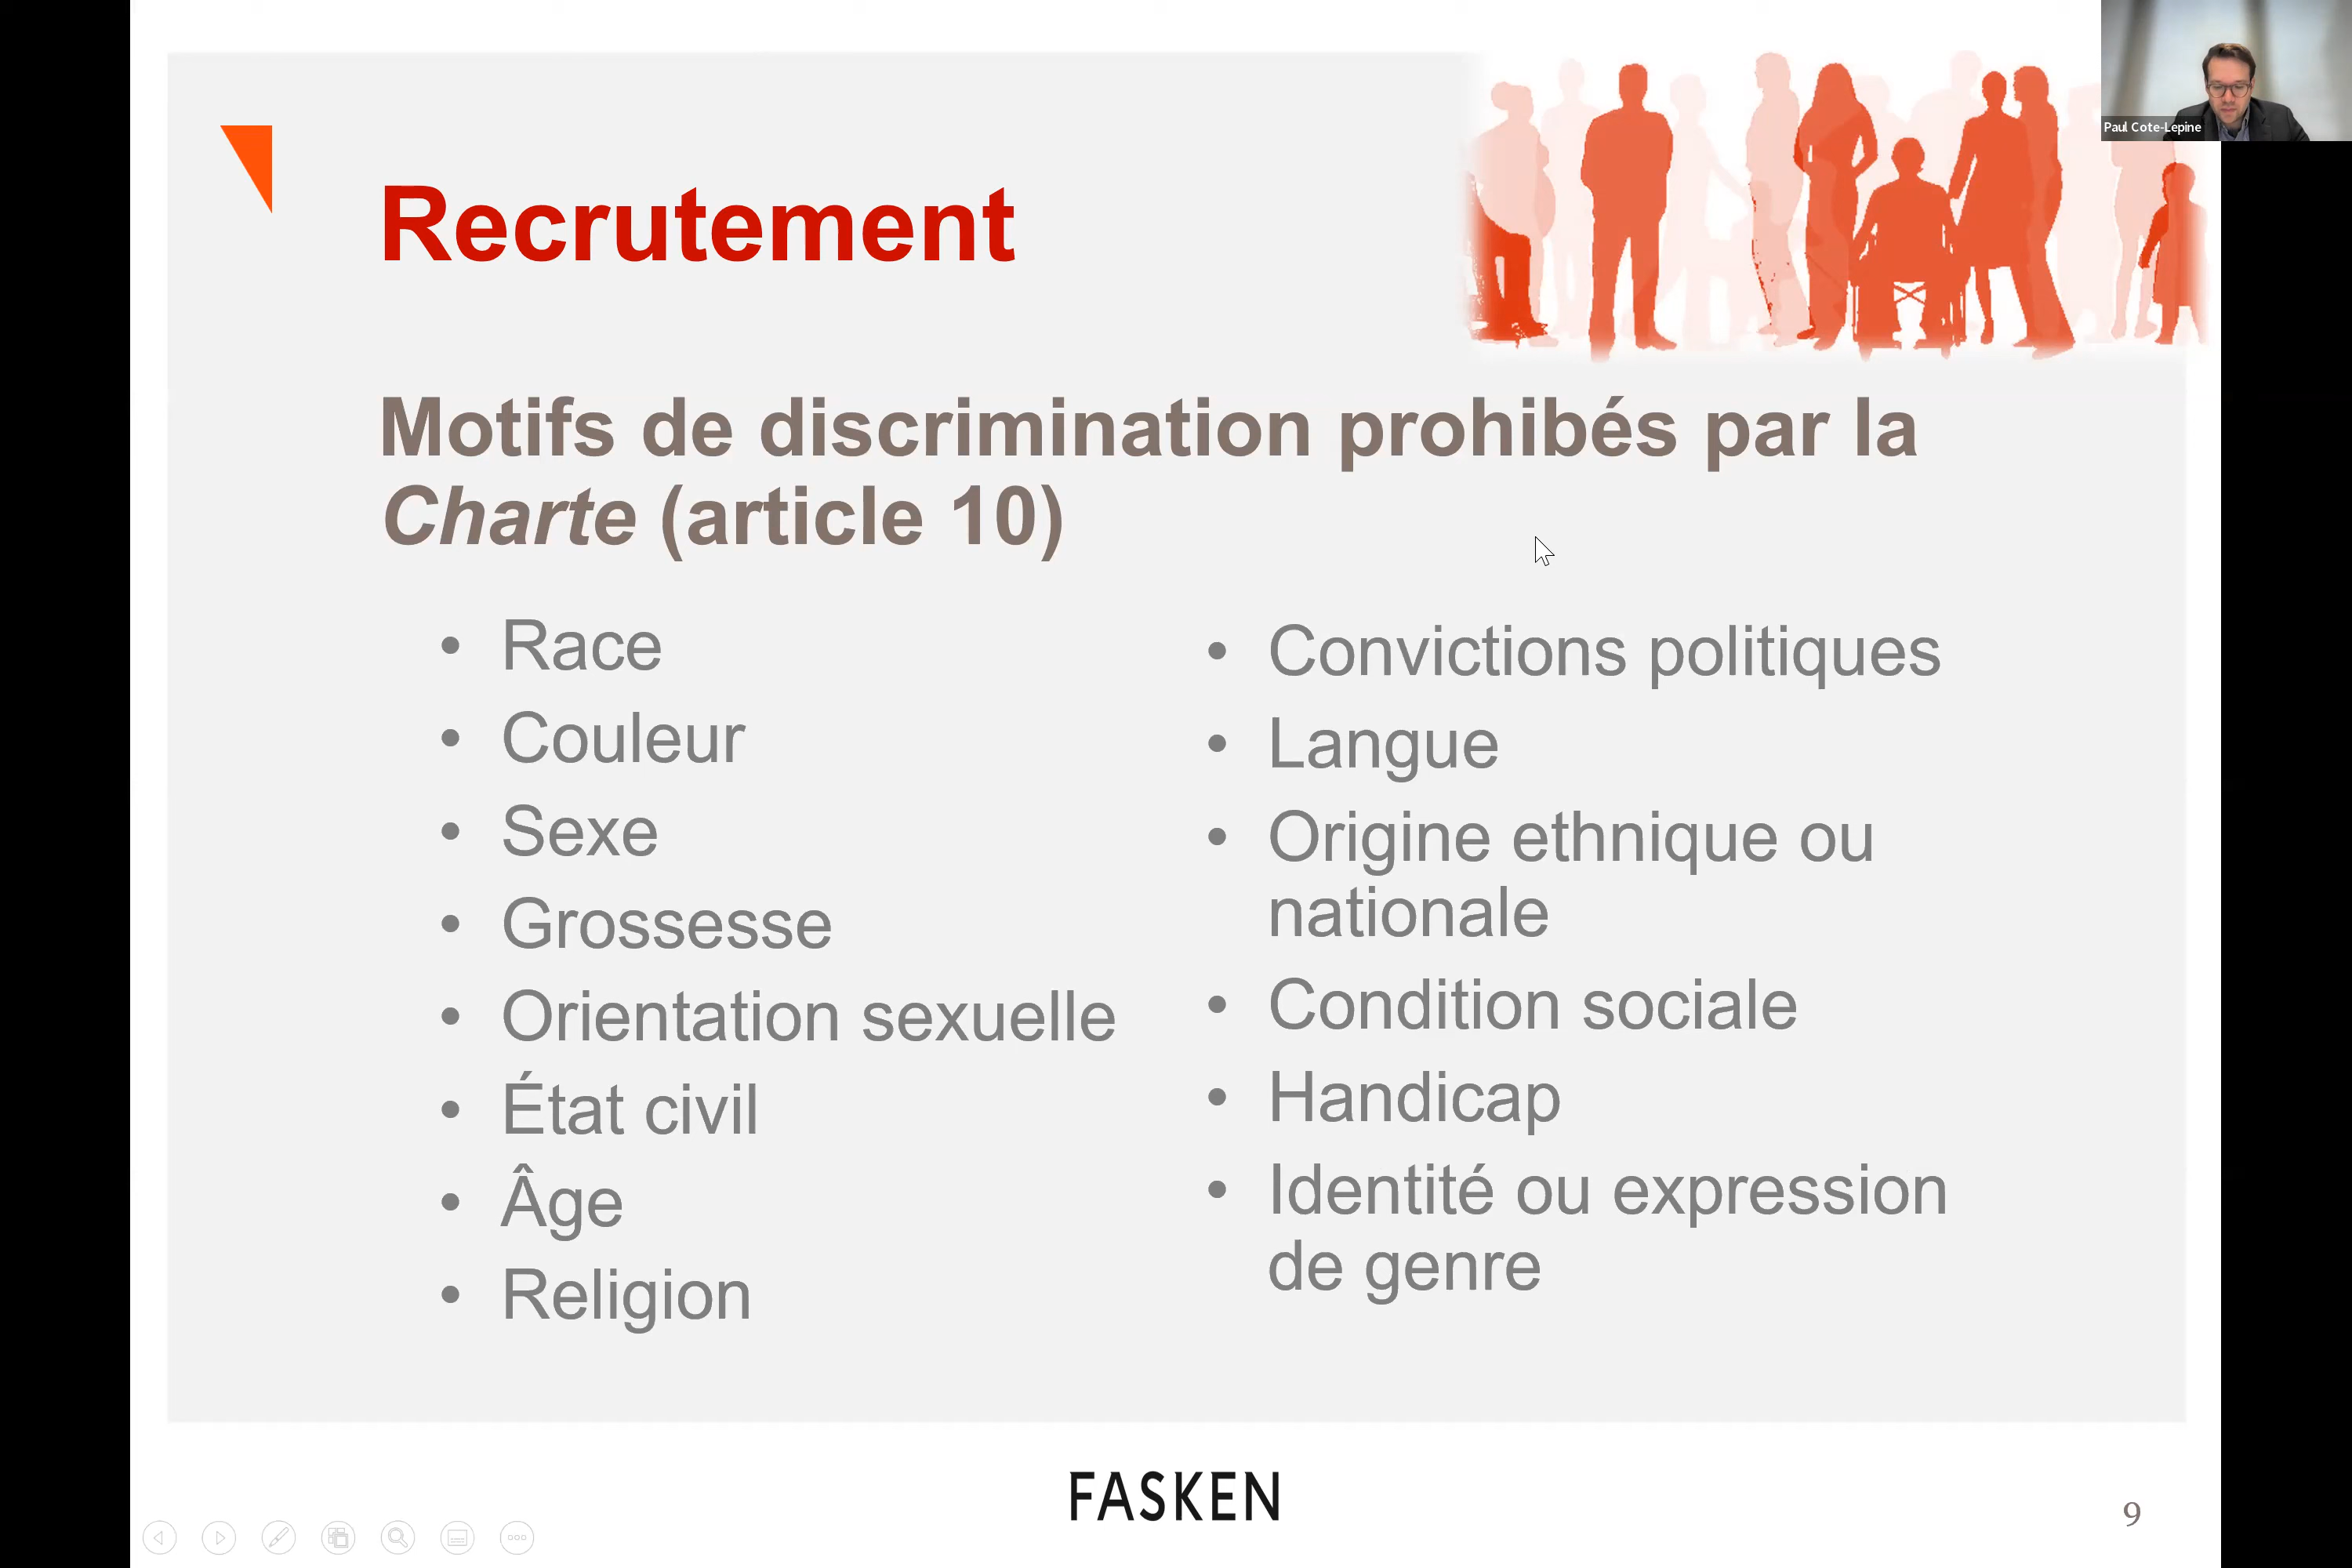 Paul Cote-Lepine
Recrutement
Motifs de discrimination prohibés par la
Charte (article 10)
• Race
• Couleur
• Sexe
• Grossesse
• Orientation sexuelle
• État civil
• Âge
• Religion
• Convictions politiques
• Langue
• Origine ethnique ou
nationale
• Condition sociale
• Handicap
• Identité ou expression
de genre
FASKEN
9